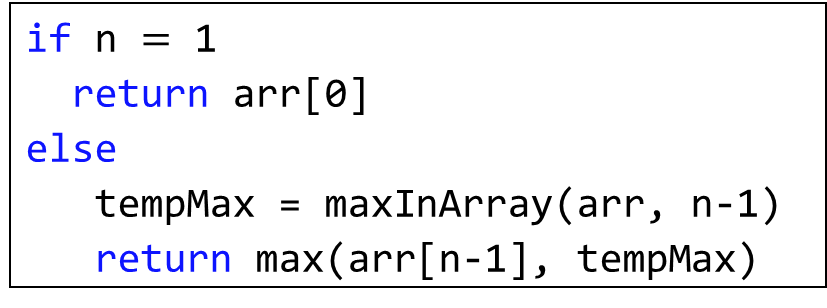 if n = 1
  return arr[0]
else
   tempMax = maxInArray(arr, n-1)
   return max(arr[n-1], tempMax)